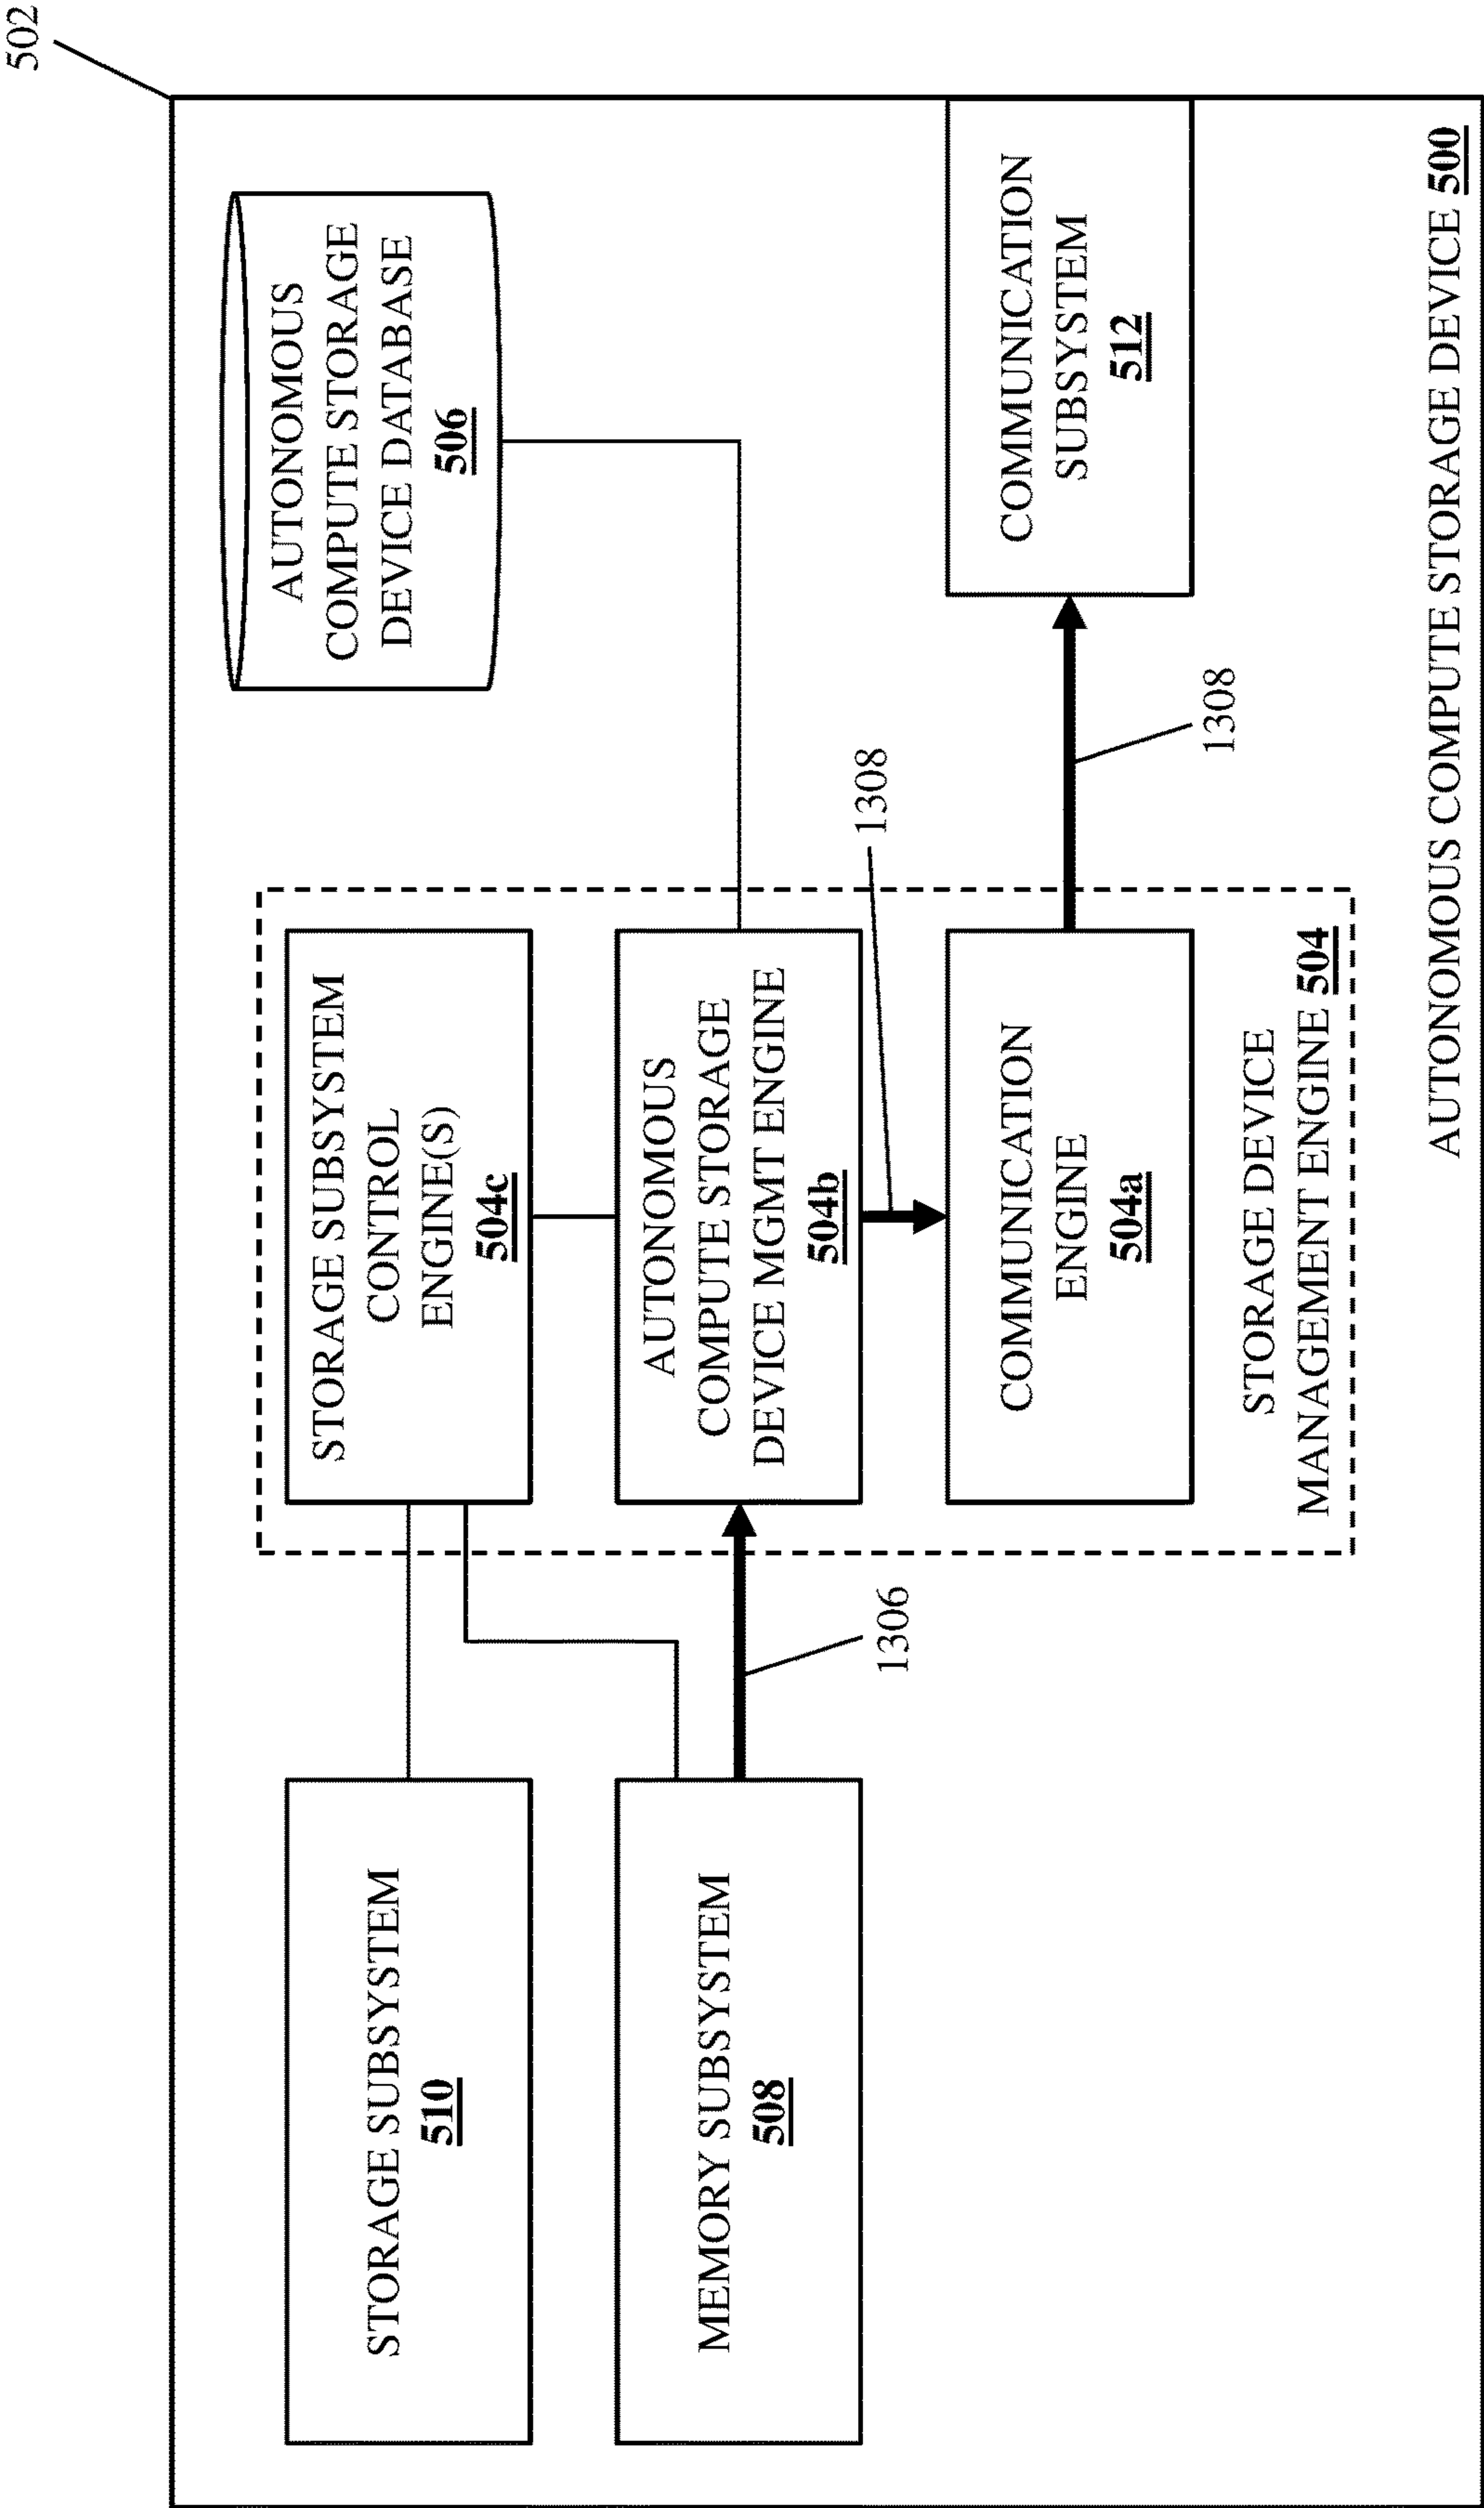 502
STORAGE SUBSYSTEM
510
MEMORY SUBSYSTEM
508
1306
STORAGE SUBSYSTEM
CONTROL
ENGINE(S)
504c
AUTONOMOUS
COMPUTE STORAGE
DEVICE MGMT ENGINE
504b
1308
COMMUNICATION
ENGINE
504a
STORAGE DEVICE
MANAGEMENT ENGINE 504
AUTONOMOUS
COMPUTE STORAGE
DEVICE DATABASE
506
1308
COMMUNICATION
SUBSYSTEM
512
AUTONOMOUS COMPUTE STORAGE DEVICE 500